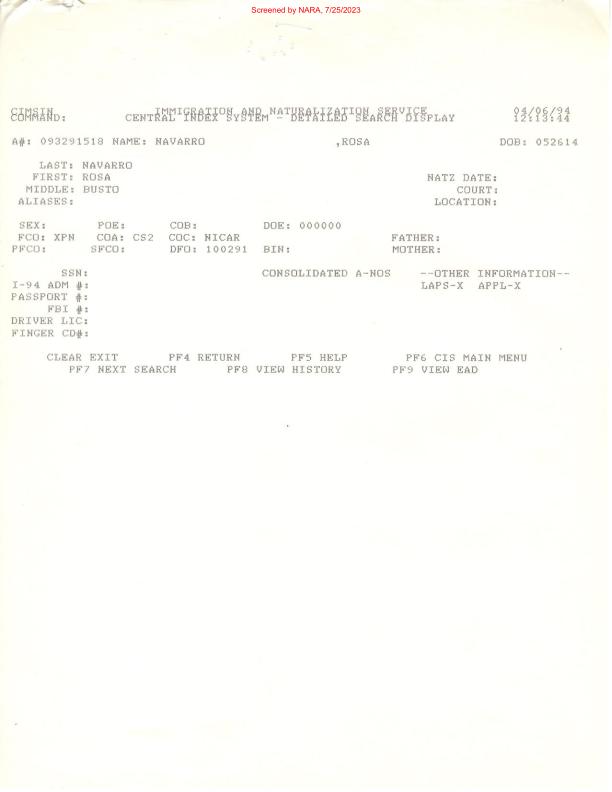 Screened by NARA, 7/25/2023
CIMSIN IMMIGRATION AND NATURALIZATION SERVICE 04/06/94
COMMAND: CENTRAL INDEX SYSTEM - DETAILED SEARCH DISPLAY 12:13:44
A#: 093291518 NAME: NAVARRO ,ROSA DOB: 052614
LAST: NAVARRO
FIRST: ROSA NATZ DATE:
MIDDLE: BUSTO COURT:
ALIASES: LOCATION:
SEX: POE: COB: DOE: 000000
FCO: XPN COA: CS2 COC: NICAR FATHER:
PFCO: SFCO: DFO: 100291 BIN: MOTHER:
SSN: CONSOLIDATED A-NOS --OTHER INFORMATION--
I-94 ADM #: LAPS-X APPL-X
PASSPORT #:
FBI #:
DRIVER LIC:
FINGER CD#:
CLEAR EXIT PF4 RETURN PF5 HELP PF6 CIS MAIN MENU
PF7 NEXT SEARCH PF8 VIEW HISTORY PF9 VIEW EAD